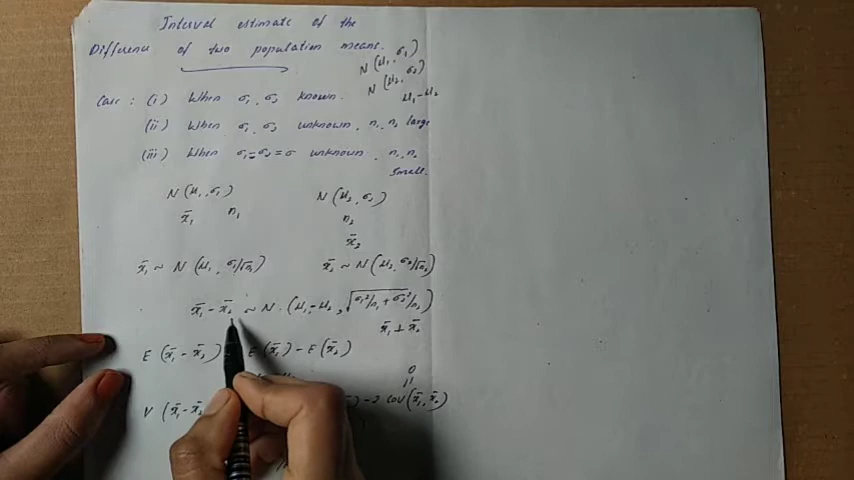 Interval estimate of the
Difference of two population means.
N(μ₁, σ₁)
N(μ₂, σ₂)
μ₁-μ₂
Case : (i) When σ₁, σ₂ known.
(ii) When σ₁, σ₂ unknown, n₁, n₂ large
(iii) When σ₁=σ₂=σ unknown, n₁, n₂
small.
N(μ₁, σ₁) N(μ₂, σ₂)
x̄₁ n₁ n₂
x̄₂
x̄₁ ~ N(μ₁, σ₁/√n₁) x̄₂ ~ N(μ₂, σ₂/√n₂)
x̄₁ - x̄₂ ~ N(μ₁-μ₂, √σ₁²/n₁ + σ₂²/n₂)
x̄₁ ⊥ x̄₂
E(x̄₁ - x̄₂) E(x̄₁) - E(x̄₂)
0
V(x̄₁ - x̄₂ - 2 COV(x̄₁, x̄₂)